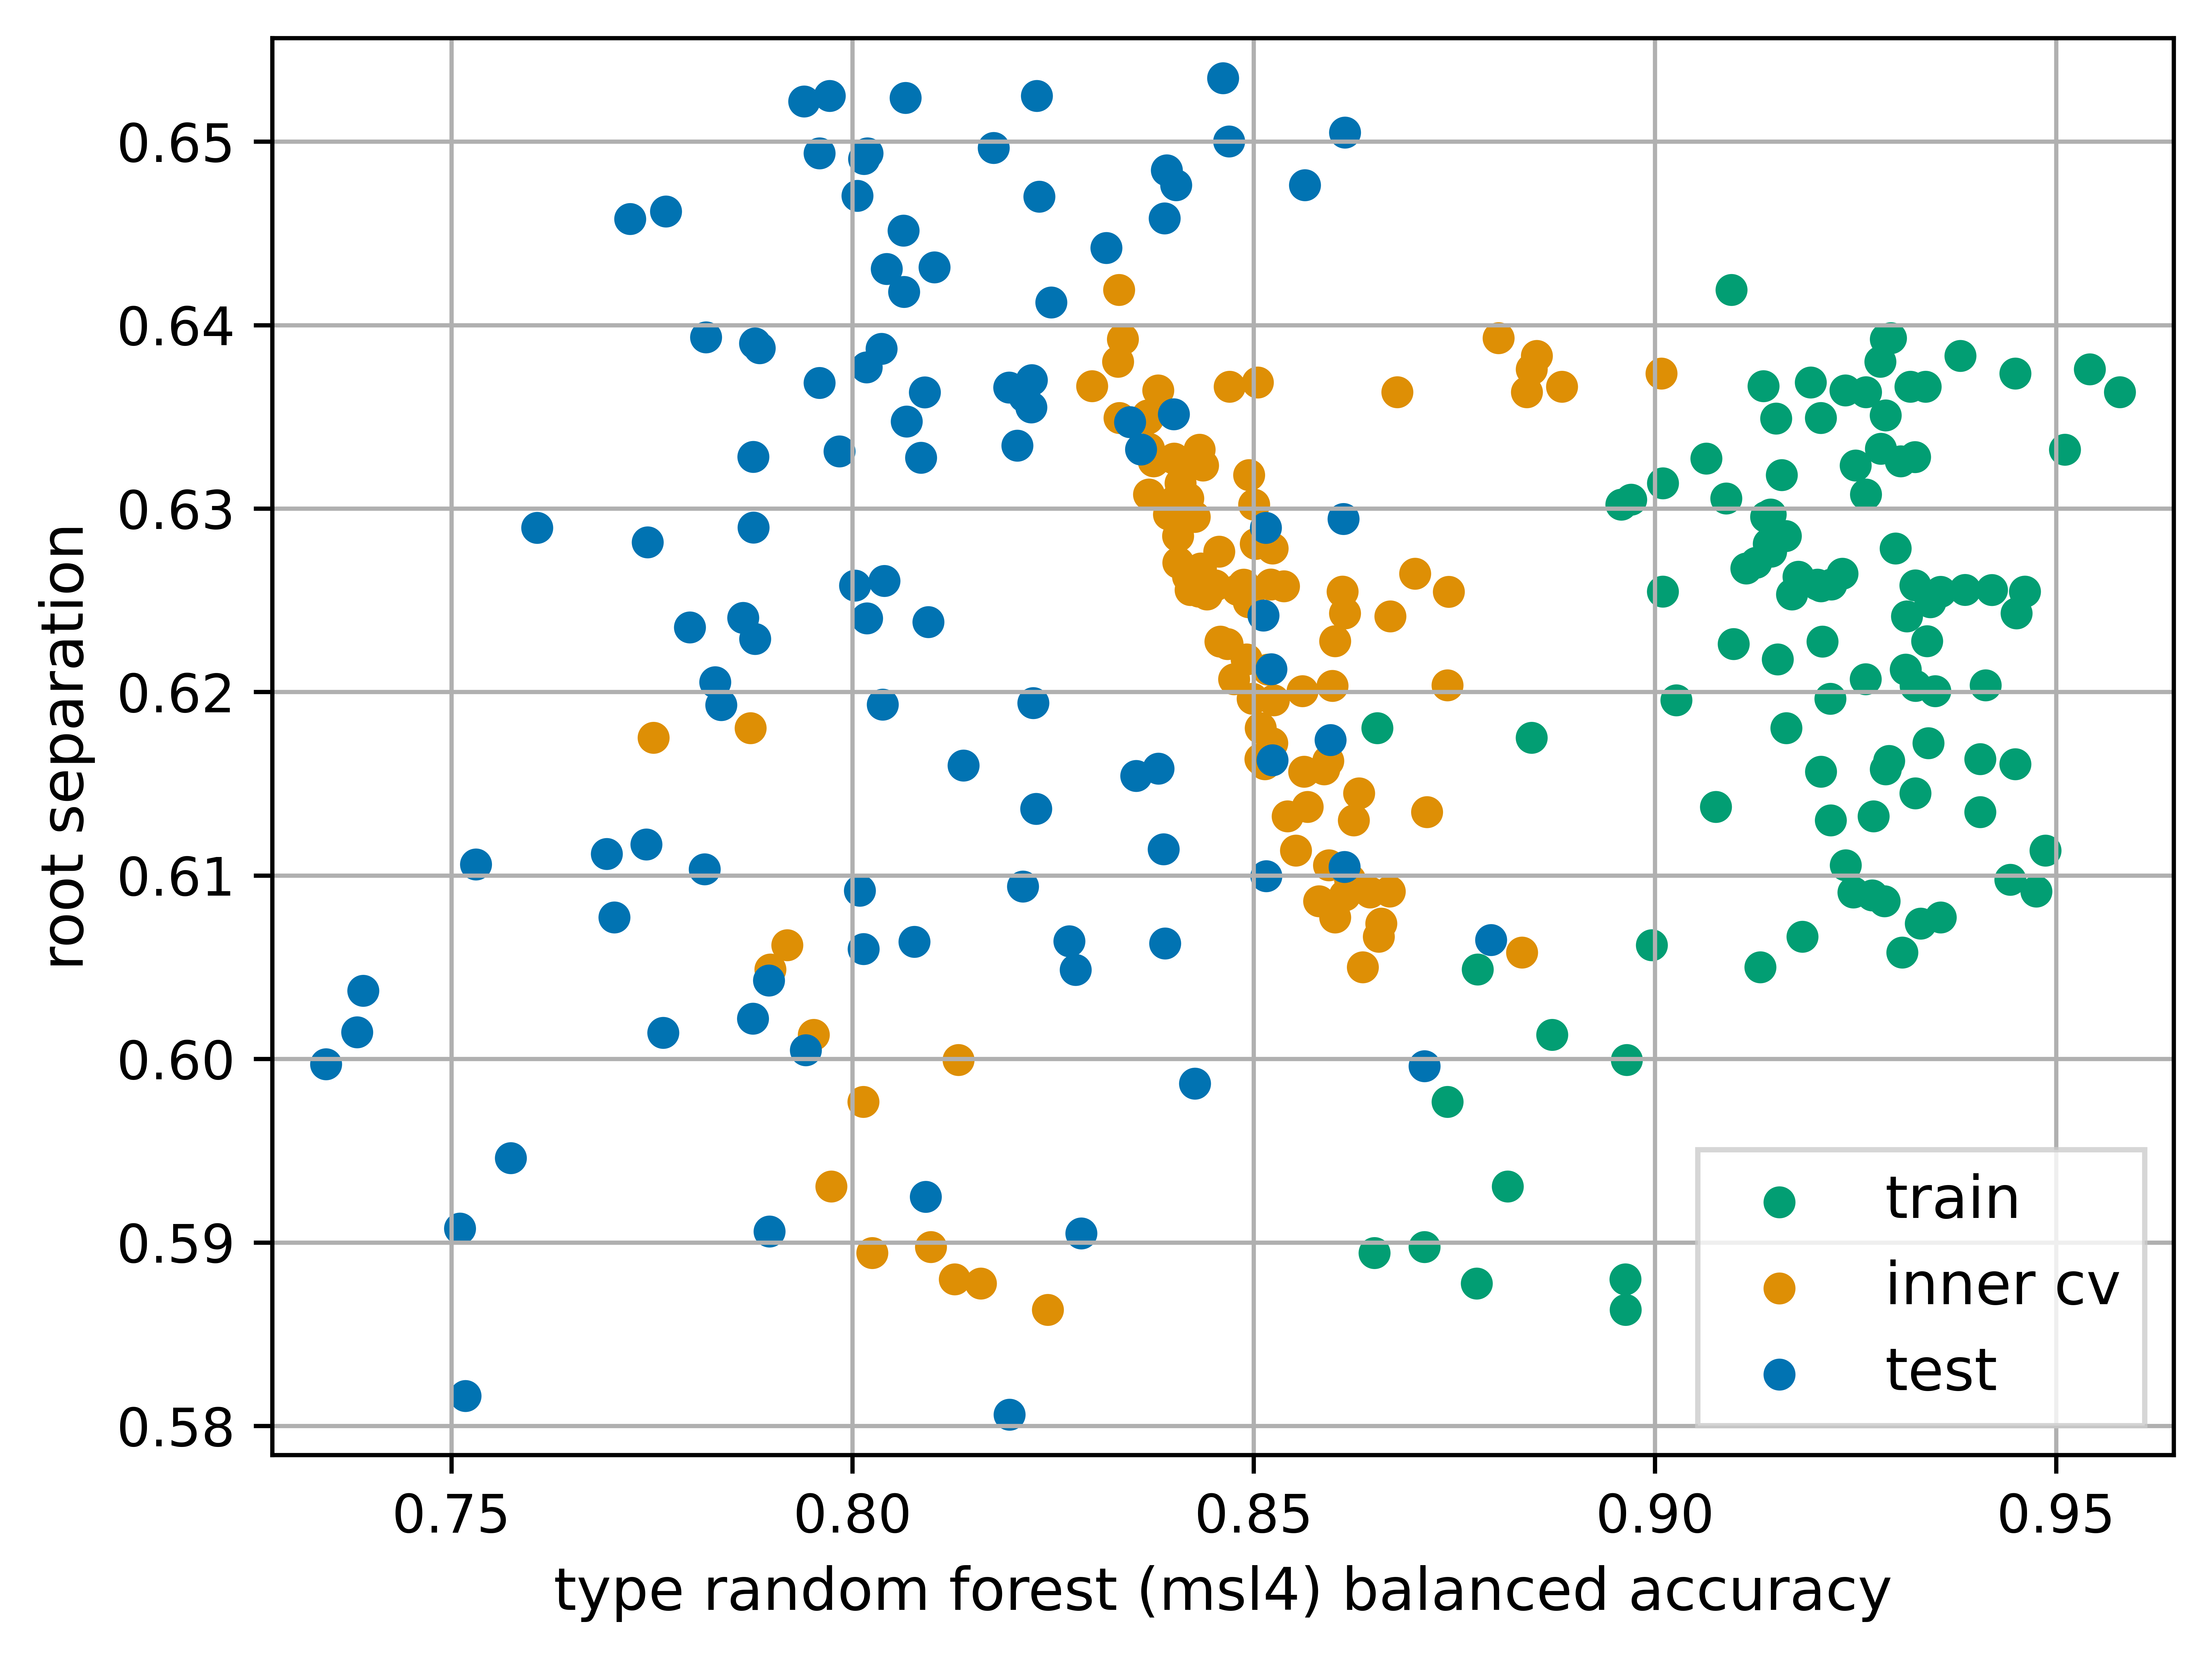 root separation
0.65
0.64
0.63
0.62
0.61
0.60
0.59
0.58
0.75 0.80 0.85 0.90 0.95
type random forest (msl4) balanced accuracy
train
inner cv
test